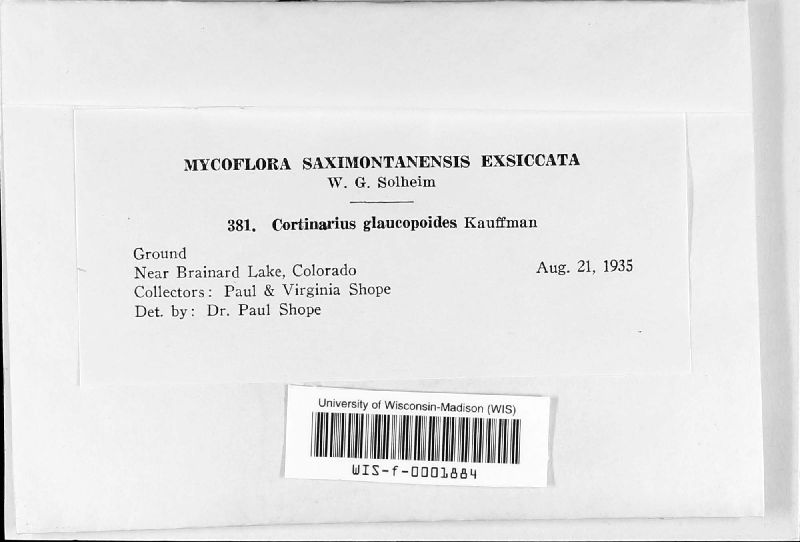 MYCOFLORA SAXIMONTANENSIS EXSICCATA
W. G. Solheim
381. Cortinarius glaucopoides Kauffman
Ground
Near Brainard Lake, Colorado
Aug. 21, 1935
Collectors: Paul & Virginia Shope
Det. by: Dr. Paul Shope
University of Wisconsin-Madison (WIS)
WIS-f-0001884